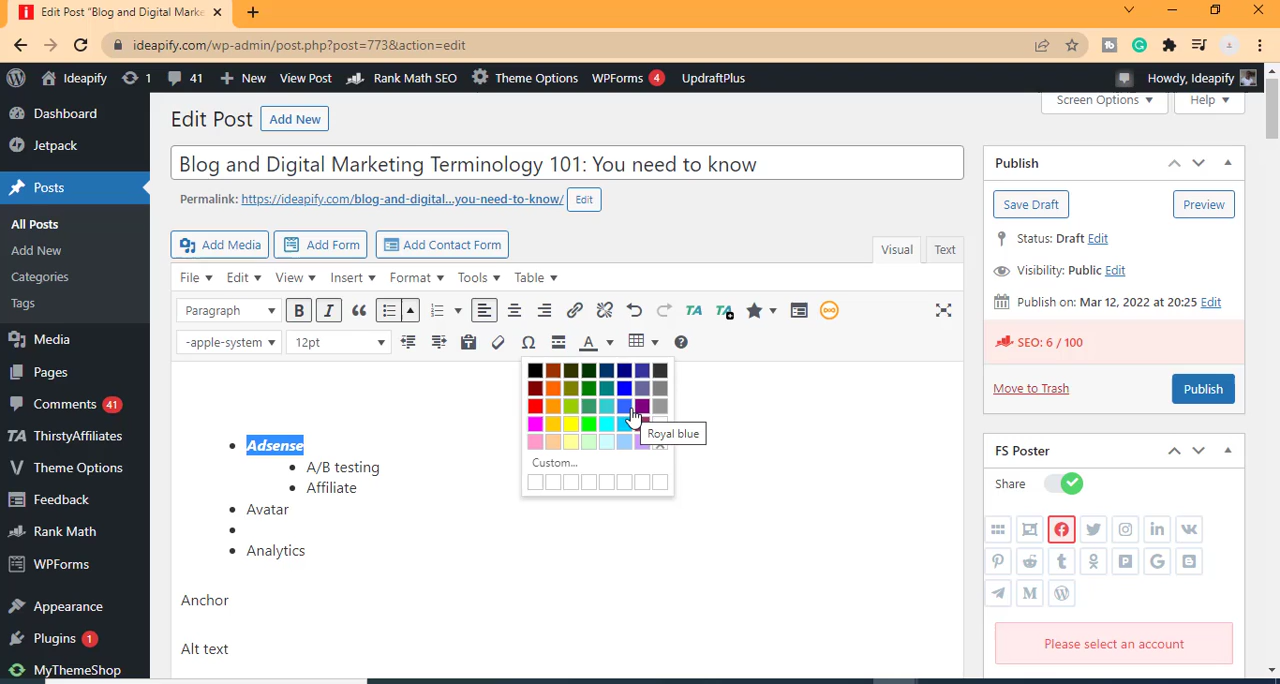 Edit Post "Blog and Digital Marke
ideapify.com/wp-admin/post.php?post=773&action=edit
Ideapify
1
41
New
View Post
Rank Math SEO
Theme Options
WPForms 4
UpdraftPlus
Howdy, Ideapify
Dashboard
Jetpack
Posts
All Posts
Add New
Categories
Tags
Media
Pages
Comments 41
TA ThirstyAffiliates
Theme Options
Feedback
Rank Math
WPForms
Appearance
Plugins 1
MyThemeShop
Screen Options
Help
Edit Post
Add New
Blog and Digital Marketing Terminology 101: You need to know
Permalink: https://ideapify.com/blog-and-digital...you-need-to-know/ Edit
Add Media
Add Form
Add Contact Form
Visual
Text
File
Edit
View
Insert
Format
Tools
Table
Paragraph
B
I
TA
TA
-apple-system
12pt
A
Royal blue
Custom...
Adsense
A/B testing
Affiliate
Avatar
Analytics
Anchor
Alt text
Publish
Save Draft
Preview
Status: Draft Edit
Visibility: Public Edit
Publish on: Mar 12, 2022 at 20:25 Edit
SEO: 6 / 100
Move to Trash
Publish
FS Poster
Share
Please select an account